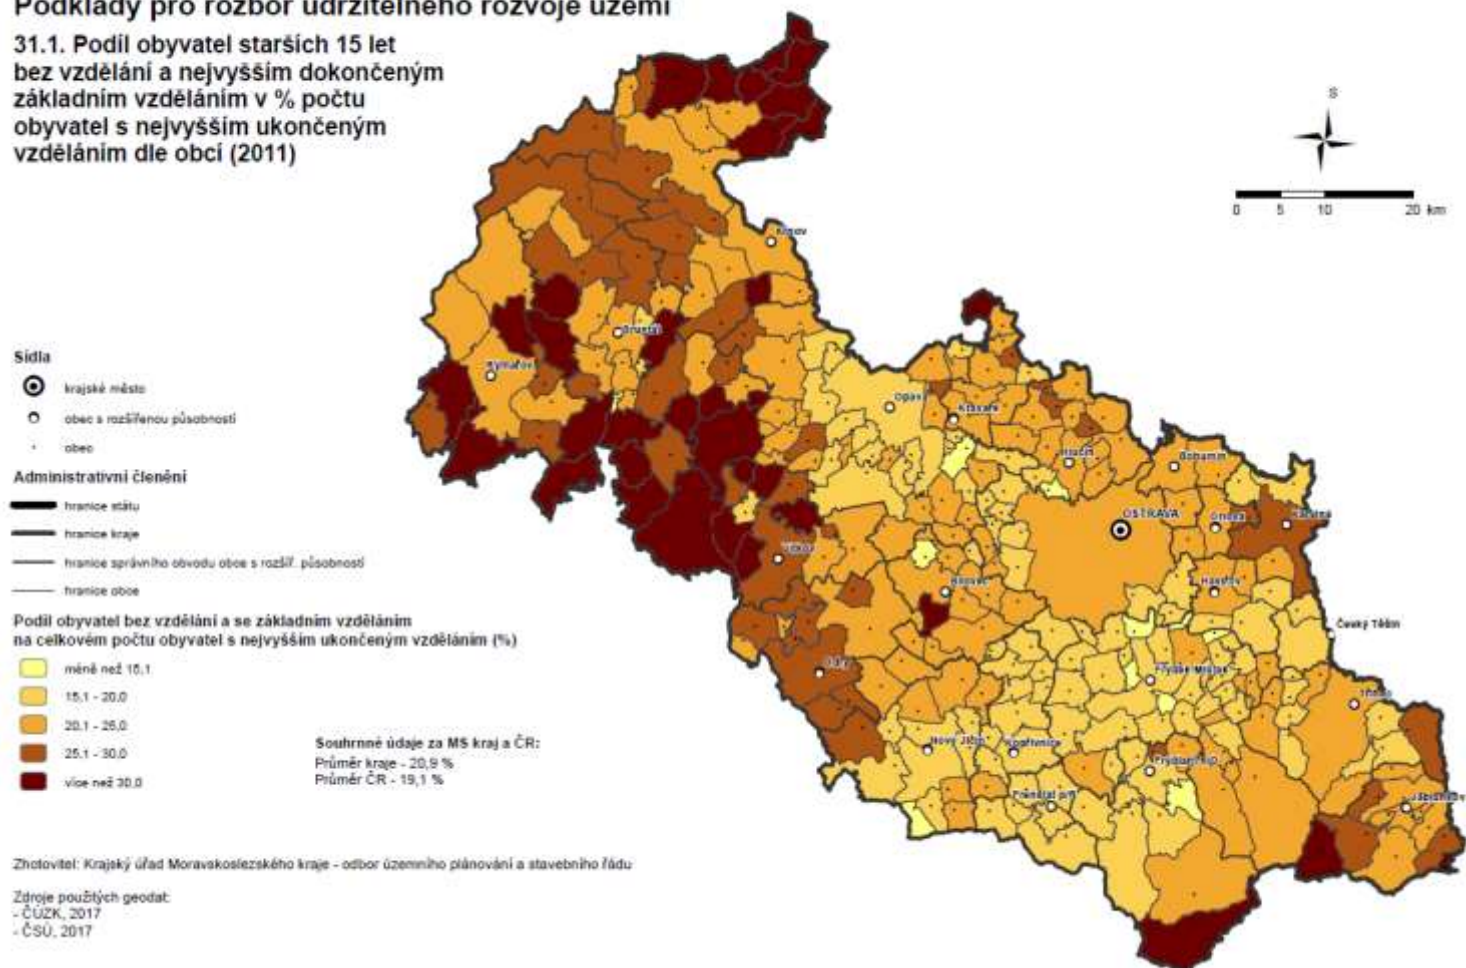 Podklady pro rozbor udržitelného rozvoje území
31.1. Podíl obyvatel starších 15 let
bez vzdělání a nejvyšším dokončeným
základním vzděláním v % počtu
obyvatel s nejvyšším ukončeným
vzděláním dle obcí (2011)
S
0 5 10 20 km
Krnov
Bruntál
Rýmařov
Opava
Kravaře
Hlučín
Bohumín
OSTRAVA
Orlová
Karviná
Vítkov
Bílovec
Havířov
Český Těšín
Odry
Frýdek Místek
Třinec
Nový Jičín
Kopřivnice
Frýdlant n/O
Frenštát p/R
Jablunkov
Sídla
krajské město
obec s rozšířenou působností
obec
Administrativní členění
hranice státu
hranice kraje
hranice správního obvodu obce s rozšíř. působností
hranice obce
Podíl obyvatel bez vzdělání a se základním vzděláním
na celkovém počtu obyvatel s nejvyšším ukončeným vzděláním (%)
méně než 15,1
15,1 - 20,0
20,1 - 25,0
25,1 - 30,0
více než 30,0
Souhrnné údaje za MS kraj a ČR:
Průměr kraje - 20,9 %
Průměr ČR - 19,1 %
Zhotovitel: Krajský úřad Moravskoslezského kraje - odbor územního plánování a stavebního řádu
Zdroje použitých geodat:
- ČÚZK, 2017
- ČSÚ, 2017